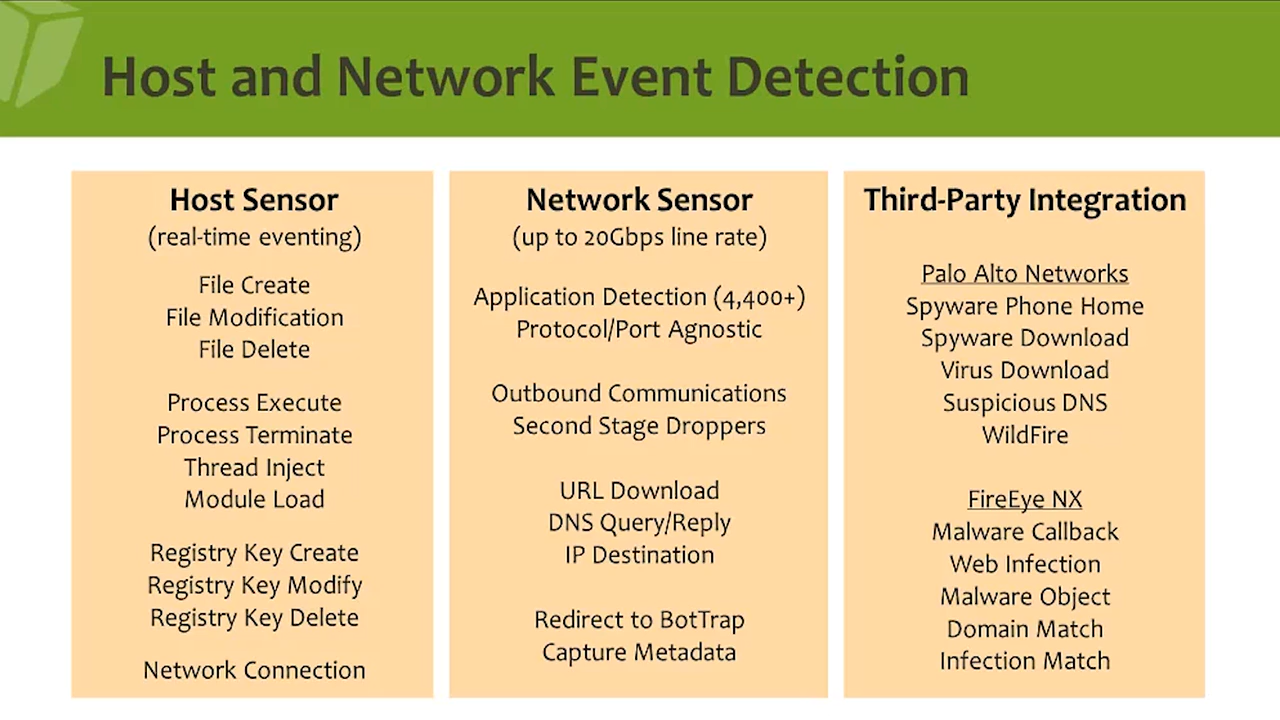 Host and Network Event Detection
Host Sensor
(real-time eventing)
File Create
File Modification
File Delete
Process Execute
Process Terminate
Thread Inject
Module Load
Registry Key Create
Registry Key Modify
Registry Key Delete
Network Connection
Network Sensor
(up to 20Gbps line rate)
Application Detection (4,400+)
Protocol/Port Agnostic
Outbound Communications
Second Stage Droppers
URL Download
DNS Query/Reply
IP Destination
Redirect to BotTrap
Capture Metadata
Third-Party Integration
Palo Alto Networks
Spyware Phone Home
Spyware Download
Virus Download
Suspicious DNS
WildFire
FireEye NX
Malware Callback
Web Infection
Malware Object
Domain Match
Infection Match